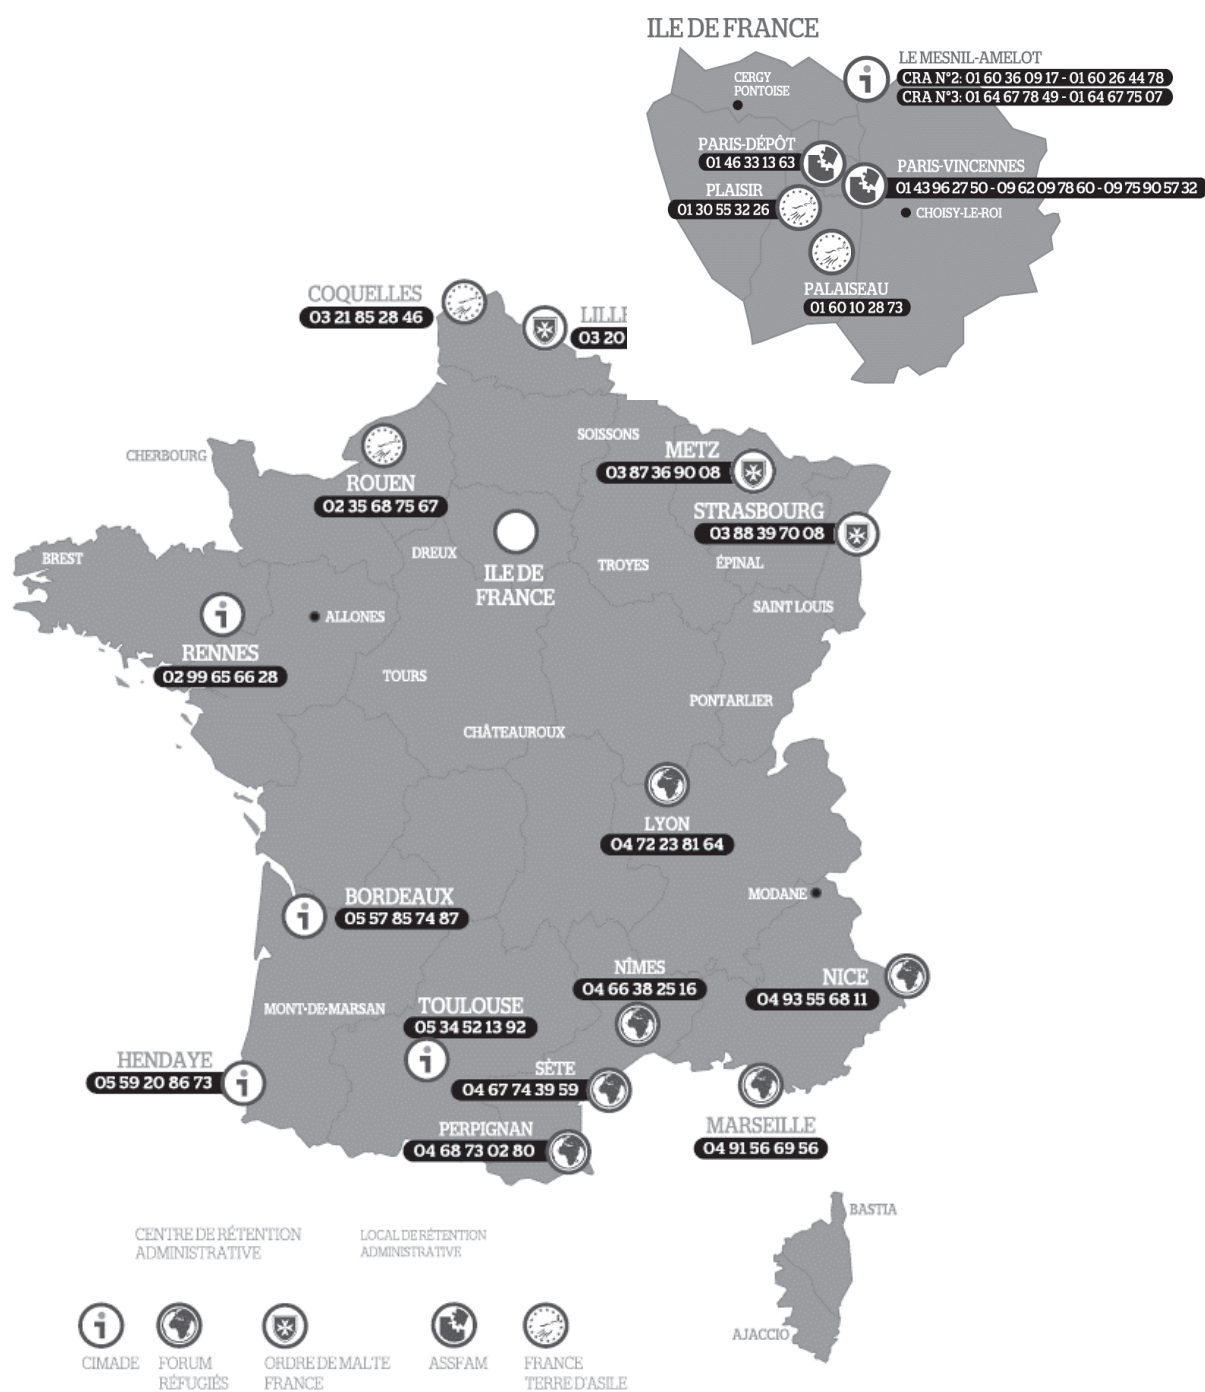 ILE DE FRANCE
LE MESNIL-AMELOT
CRA N°2: 01 60 36 09 17 - 01 60 26 44 78
CRA N°3: 01 64 67 78 49 - 01 64 67 75 07
CERGY
PONTOISE
PARIS-DÉPÔT
01 46 33 13 63
PARIS-VINCENNES
01 43 96 27 50 - 09 62 09 78 60 - 09 75 90 57 32
PLAISIR
01 30 55 32 26
CHOISY-LE-ROI
PALAISEAU
01 60 10 28 73
COQUELLES
03 21 85 28 46
LILLE
03 20
SOISSONS
CHERBOURG
METZ
03 87 36 90 08
ROUEN
02 35 68 75 67
STRASBOURG
03 88 39 70 08
BREST
DREUX
TROYES
ÉPINAL
ILE DE
FRANCE
SAINT LOUIS
ALLONES
RENNES
02 99 65 66 28
TOURS
PONTARLIER
CHÂTEAUROUX
LYON
04 72 23 81 64
MODANE
BORDEAUX
05 57 85 74 87
NÎMES
04 66 38 25 16
NICE
04 93 55 68 11
MONT-DE-MARSAN
TOULOUSE
05 34 52 13 92
HENDAYE
05 59 20 86 73
SÈTE
04 67 74 39 59
MARSEILLE
04 91 56 69 56
PERPIGNAN
04 68 73 02 80
BASTIA
AJACCIO
CENTRE DE RÉTENTION
ADMINISTRATIVE
LOCAL DE RÉTENTION
ADMINISTRATIVE
CIMADE
FORUM
RÉFUGIÉS
ORDRE DE MALTE
FRANCE
ASSFAM
FRANCE
TERRE D'ASILE